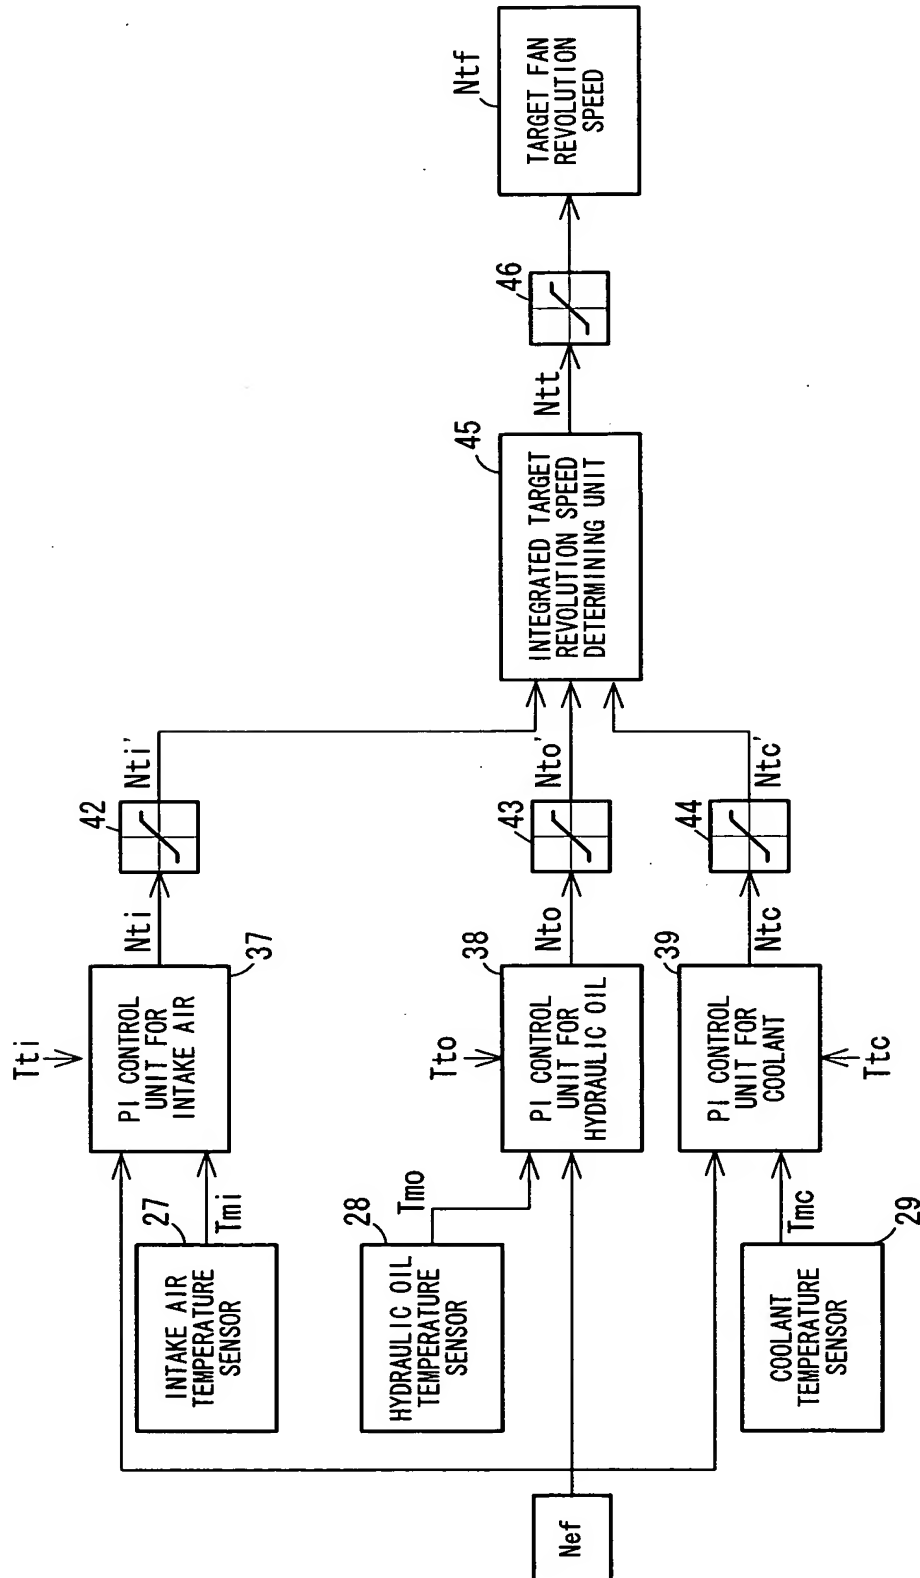 Nef
27
INTAKE AIR
TEMPERATURE
SENSOR
Tmi
28
HYDRAULIC OIL
TEMPERATURE
SENSOR
Tmo
29
COOLANT
TEMPERATURE
SENSOR
Tmc
Tti
PI CONTROL
UNIT FOR
INTAKE AIR
37
Tto
PI CONTROL
UNIT FOR
HYDRAULIC OIL
38
Ttc
PI CONTROL
UNIT FOR
COOLANT
39
Nti
42
Nti'
Nto
43
Nto'
Ntc
44
Ntc'
45
INTEGRATED TARGET
REVOLUTION SPEED
DETERMINING UNIT
Ntt
46
Ntf
TARGET FAN
REVOLUTION
SPEED